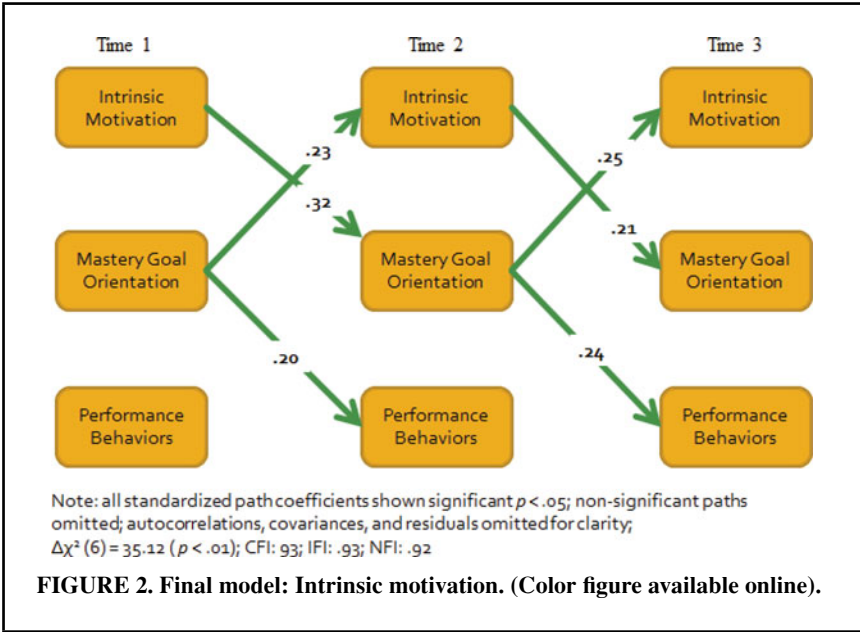 Time 1 Time 2 Time 3
Intrinsic Intrinsic Intrinsic
Motivation Motivation Motivation
.23 .25
.32 .21
Mastery Goal Mastery Goal Mastery Goal
Orientation Orientation Orientation
.20 .24
Performance Performance Performance
Behaviors Behaviors Behaviors
Note: all standardized path coefficients shown significant p < .05; non-significant paths
omitted; autocorrelations, covariances, and residuals omitted for clarity;
Δχ² (6) = 35.12 ( p < .01); CFI: 93; IFI: .93; NFI: .92
FIGURE 2. Final model: Intrinsic motivation. (Color figure available online).